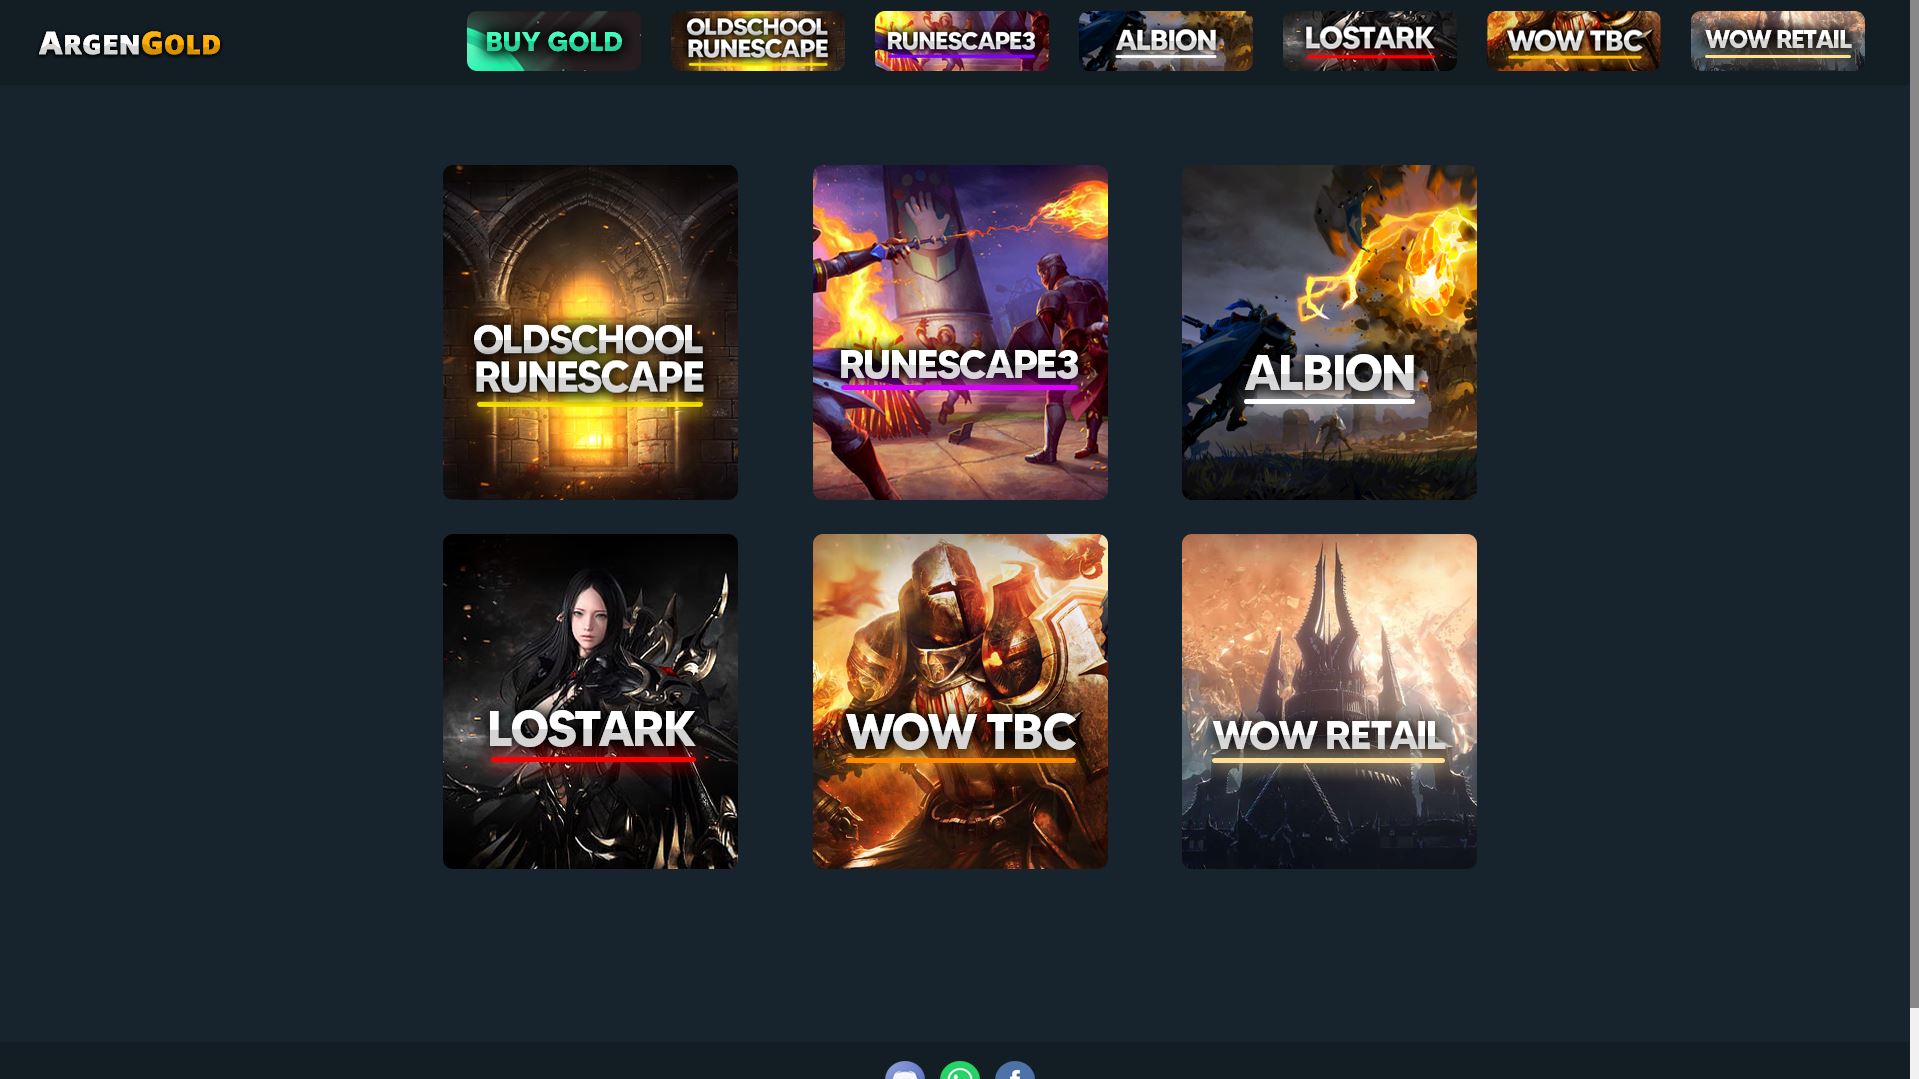 ARGENGOLD
BUY GOLD
OLDSCHOOL
RUNESCAPE
RUNESCAPE3
ALBION
LOSTARK
WOW TBC
WOW RETAIL
OLDSCHOOL
RUNESCAPE
RUNESCAPE3
ALBION
LOSTARK
WOW TBC
WOW RETAIL